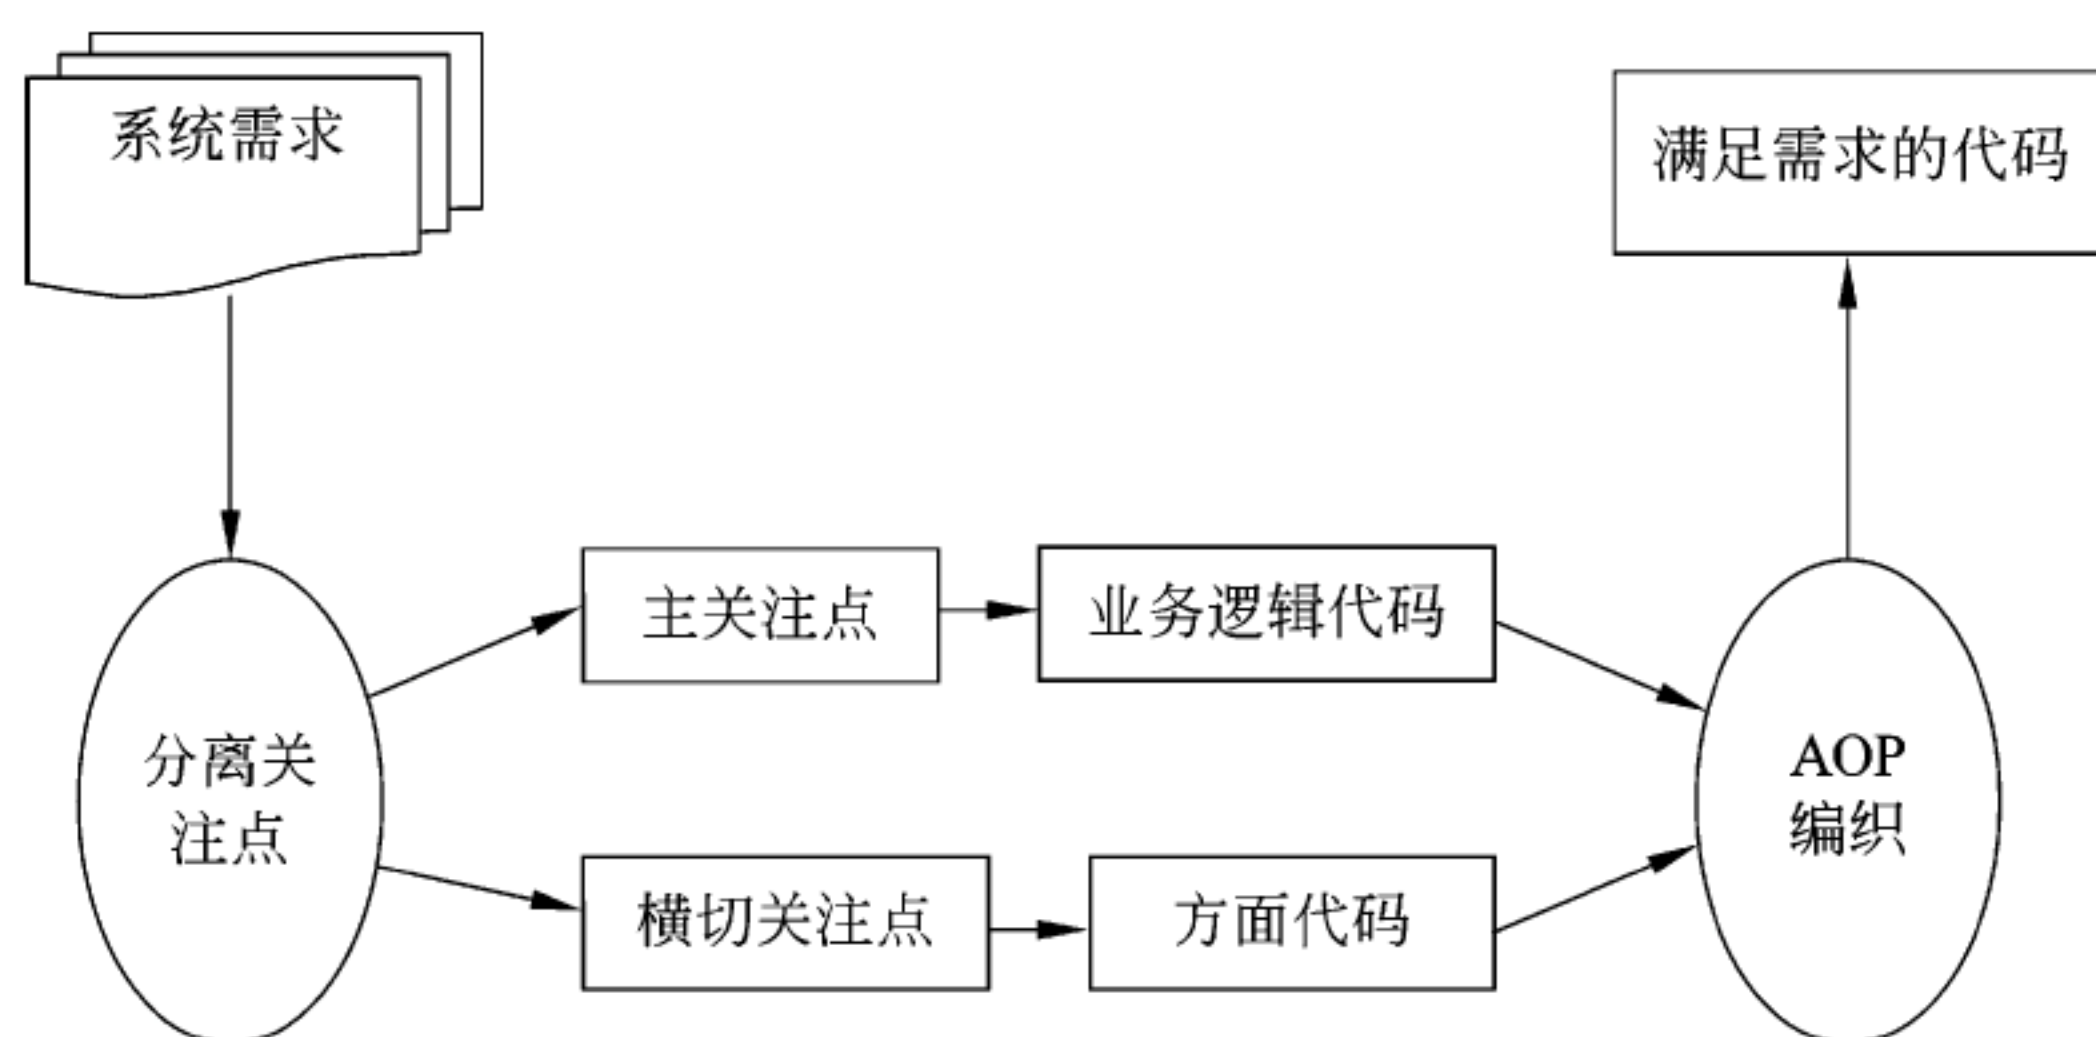 系统需求
满足需求的代码
主关注点
业务逻辑代码
分离关
注点
AOP
编织
横切关注点
方面代码